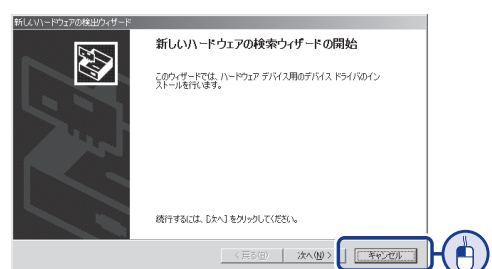 新しいハードウェアの検出ウィザード
新しいハードウェアの検索ウィザードの開始
このウィザードでは、ハードウェア デバイス用のデバイス ドライバのイン
ストールを行います。
続行するには、[次へ] をクリックしてください。
< 戻る(B) 次へ(N) > キャンセル